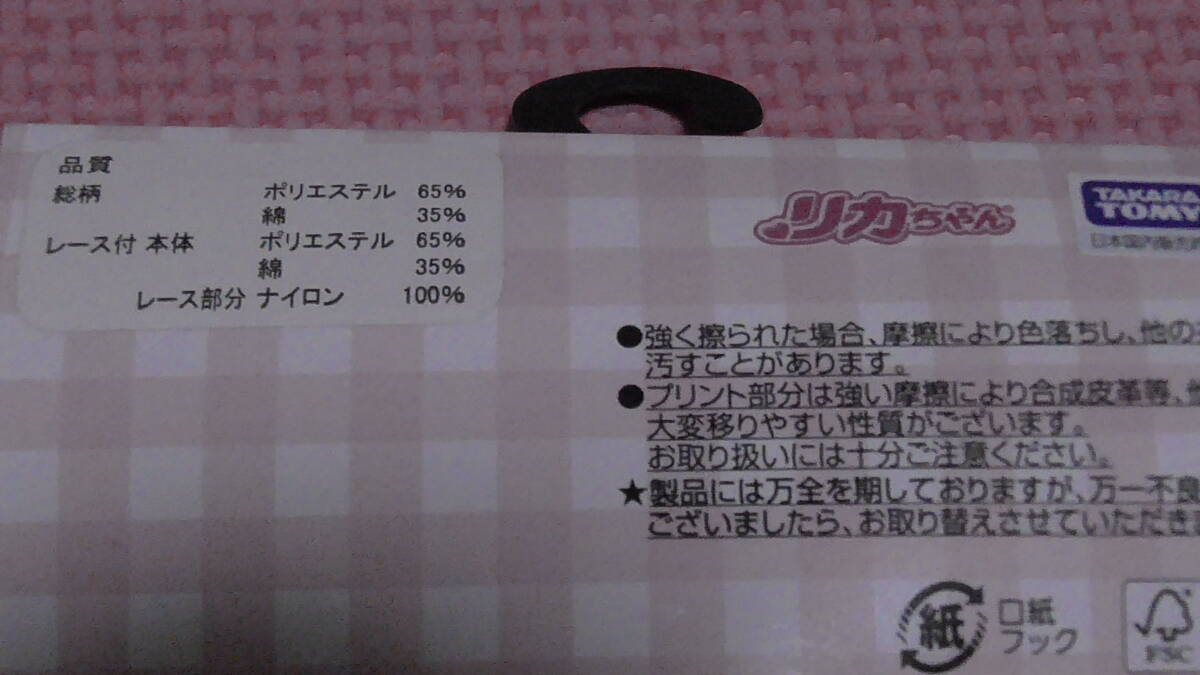 品質
総柄 ポリエステル 65%
綿 35%
レース付 本体 ポリエステル 65%
綿 35%
レース部分 ナイロン 100%
リカちゃん
TAKARA
TOMY
日本国内販売
●強く擦られた場合、摩擦により色落ちし、他の
汚すことがあります。
●プリント部分は強い摩擦により合成皮革等、
大変移りやすい性質がございます。
お取り扱いには十分ご注意ください。
★製品には万全を期しておりますが、万一不良
ございましたら、お取り替えさせていただき
紙
口紙
フック
FSC